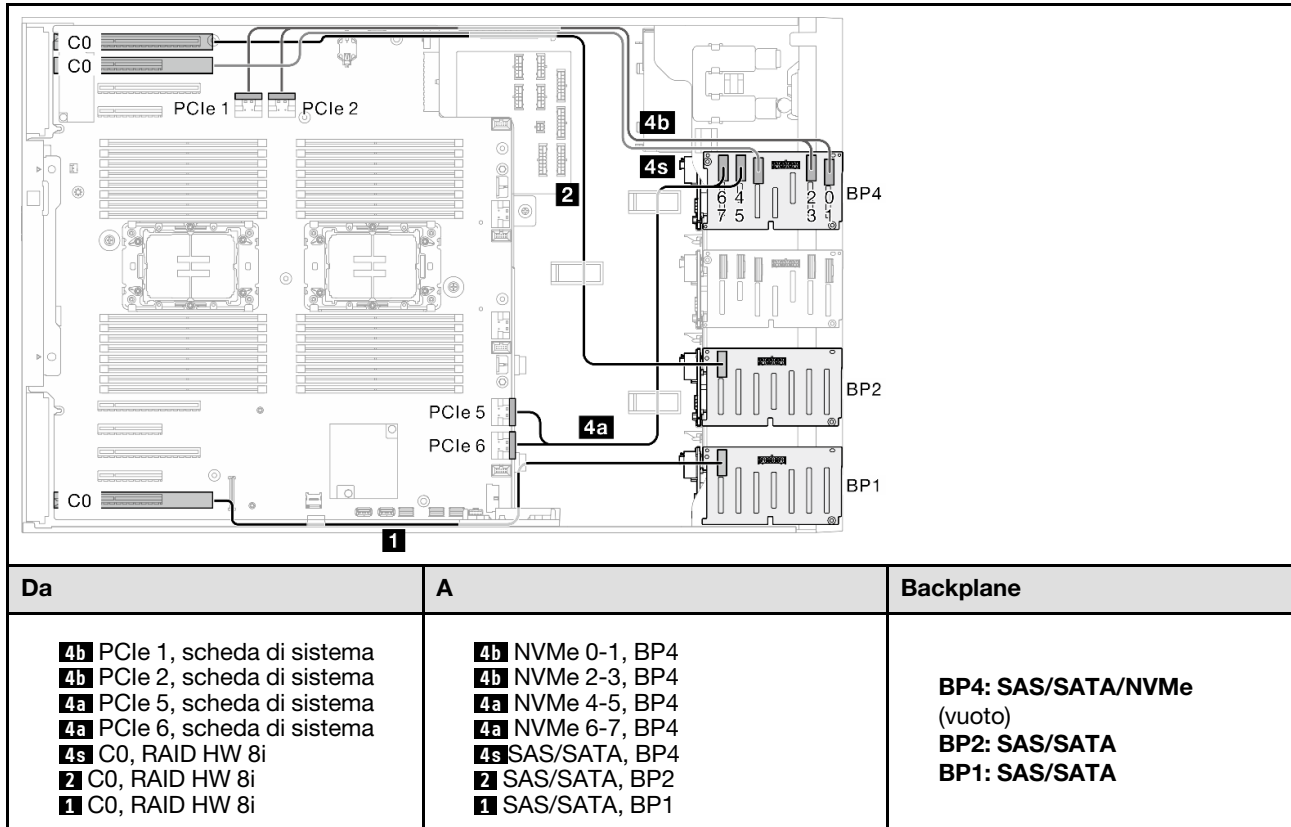 C0
C0
PCIe 1
PCIe 2
4b
4s
2
6 4 2 0
7 5 3 1
BP4
BP2
PCIe 5
4a
PCIe 6
BP1
C0
1
Da
A
Backplane
4b PCIe 1, scheda di sistema
4b PCIe 2, scheda di sistema
4a PCIe 5, scheda di sistema
4a PCIe 6, scheda di sistema
4s C0, RAID HW 8i
2 C0, RAID HW 8i
1 C0, RAID HW 8i
4b NVMe 0-1, BP4
4b NVMe 2-3, BP4
4a NVMe 4-5, BP4
4a NVMe 6-7, BP4
4s SAS/SATA, BP4
2 SAS/SATA, BP2
1 SAS/SATA, BP1
BP4: SAS/SATA/NVMe
(vuoto)
BP2: SAS/SATA
BP1: SAS/SATA